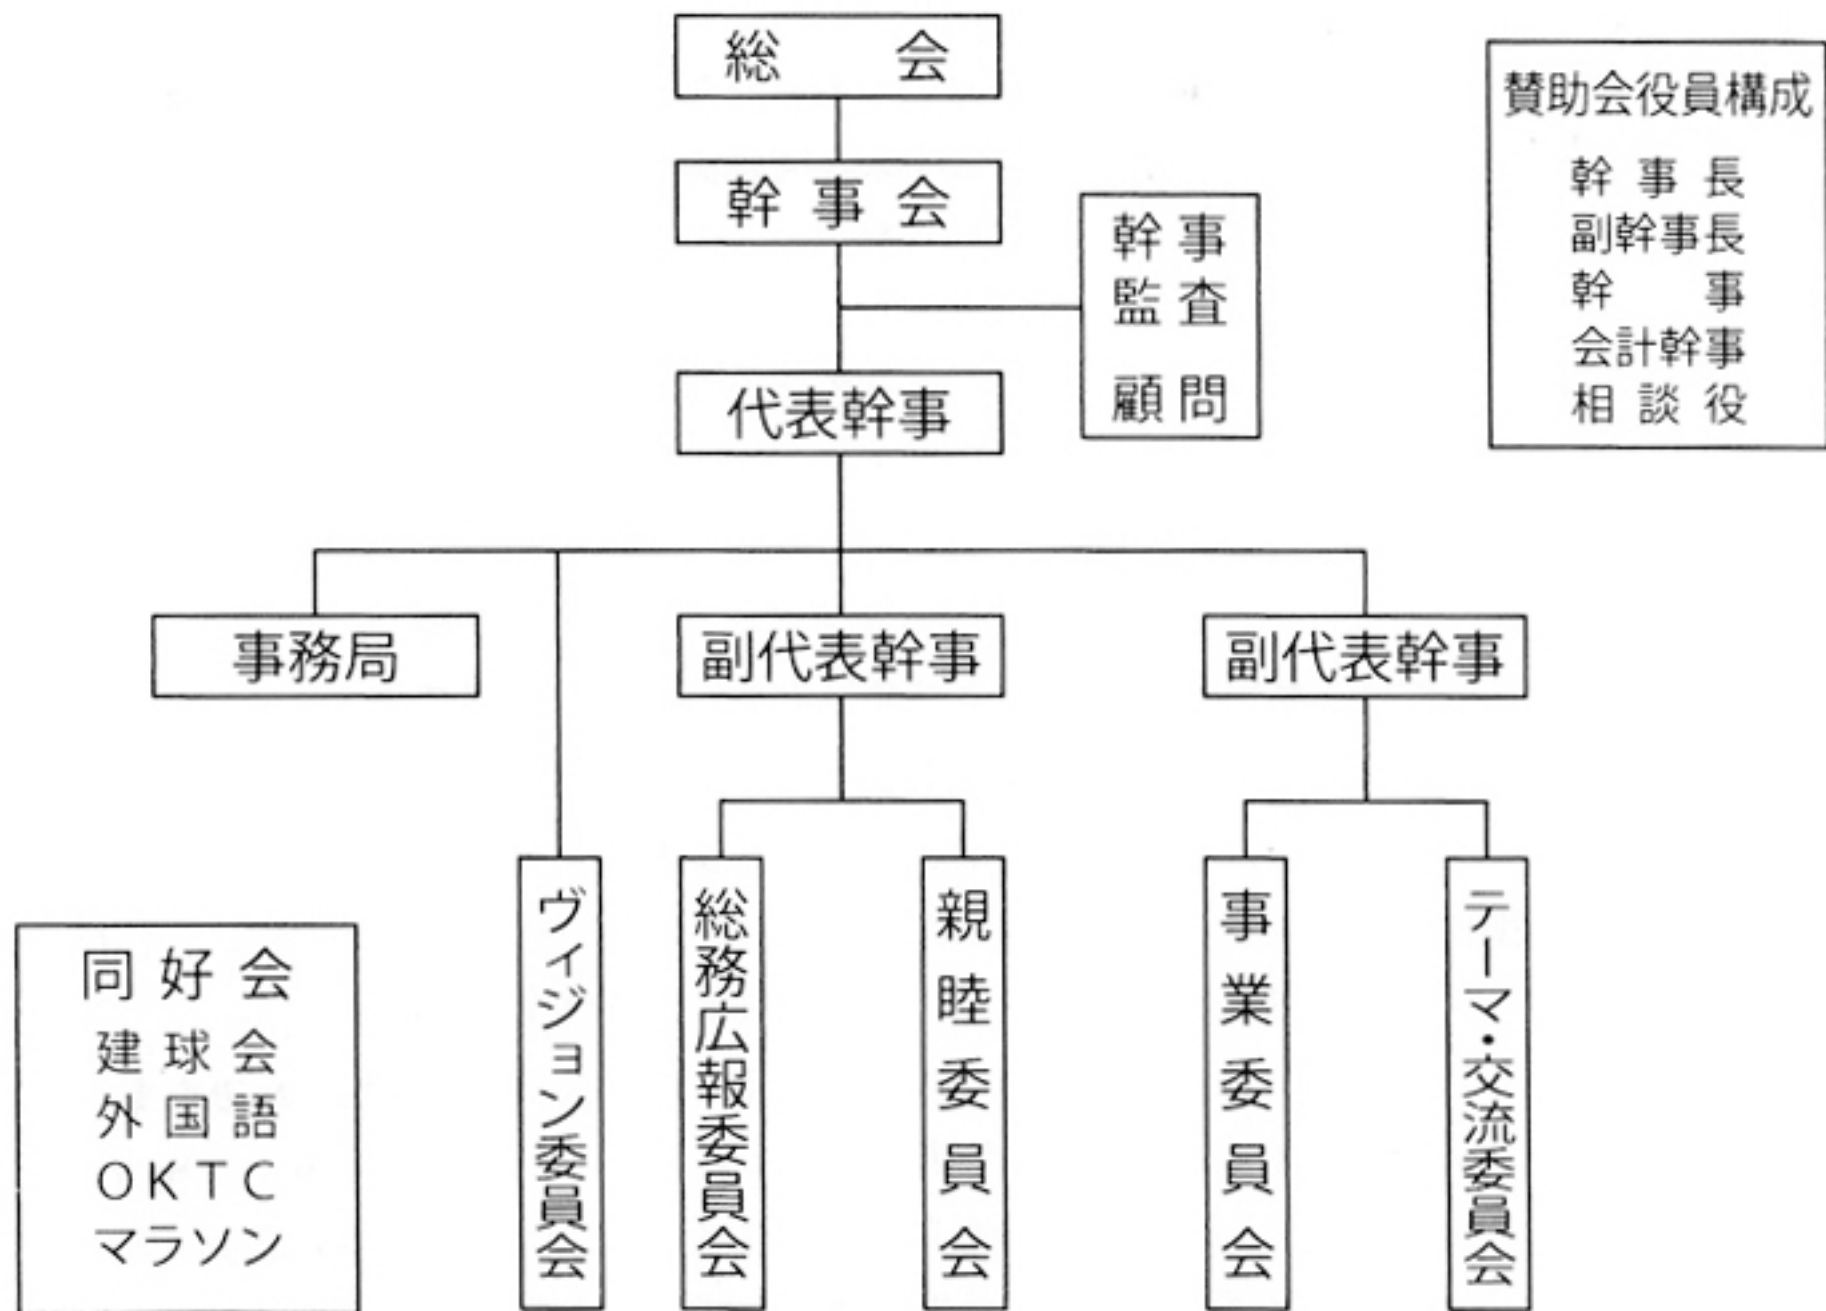 総会
幹事会
幹事
監査
顧問
代表幹事
賛助会役員構成
幹事長
副幹事長
幹事
会計幹事
相談役
事務局
副代表幹事
副代表幹事
ヴィジョン委員会
総務広報委員会
親睦委員会
事業委員会
テーマ・交流委員会
同好会
建球会
外国語
OKTC
マラソン